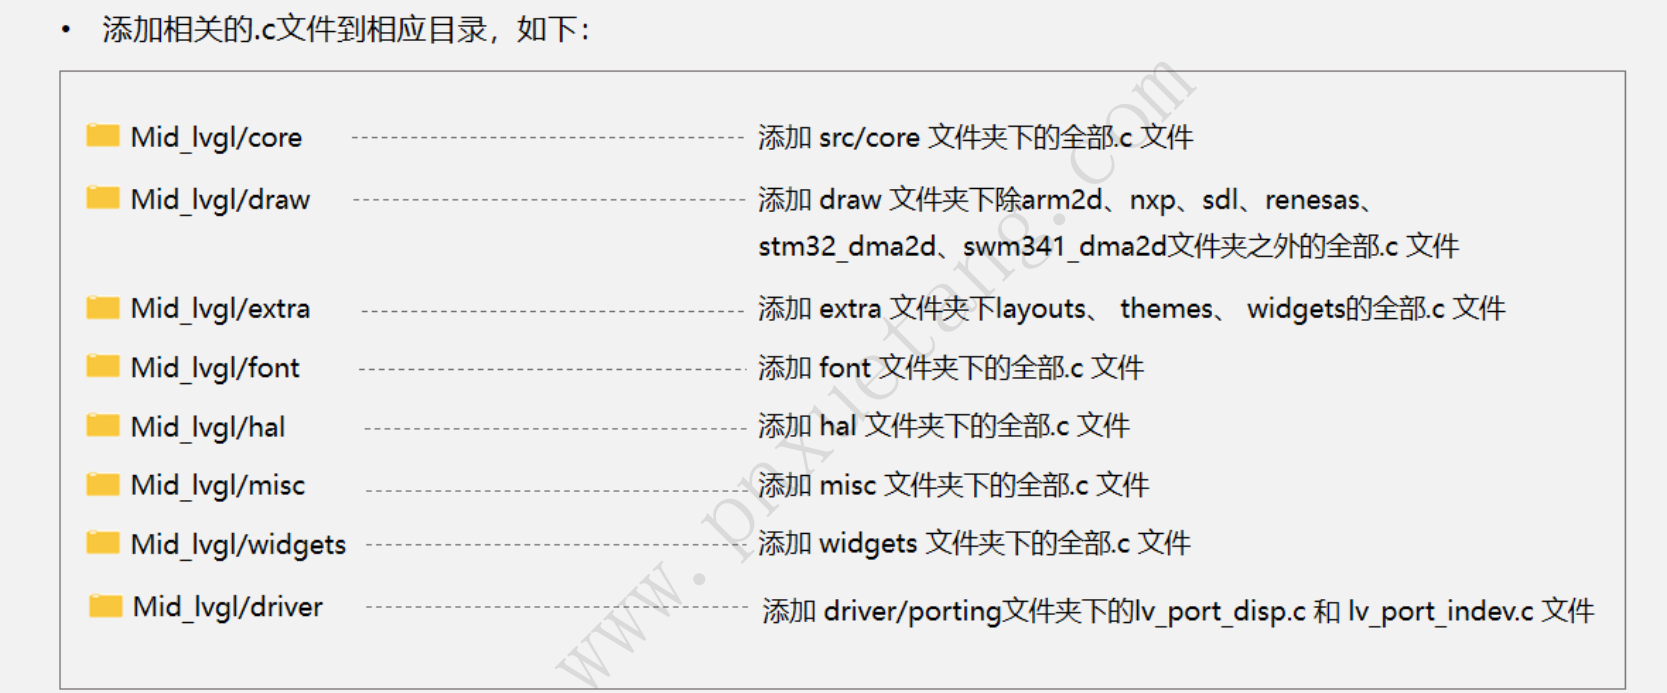 • 添加相关的.c文件到相应目录，如下：
Mid_lvgl/core 添加 src/core 文件夹下的全部.c 文件
Mid_lvgl/draw 添加 draw 文件夹下除arm2d、nxp、sdl、renesas、
stm32_dma2d、swm341_dma2d文件夹之外的全部.c 文件
Mid_lvgl/extra 添加 extra 文件夹下layouts、 themes、 widgets的全部.c 文件
Mid_lvgl/font 添加 font 文件夹下的全部.c 文件
Mid_lvgl/hal 添加 hal 文件夹下的全部.c 文件
Mid_lvgl/misc 添加 misc 文件夹下的全部.c 文件
Mid_lvgl/widgets 添加 widgets 文件夹下的全部.c 文件
Mid_lvgl/driver 添加 driver/porting文件夹下的lv_port_disp.c 和 lv_port_indev.c 文件
www.prxuetang.com